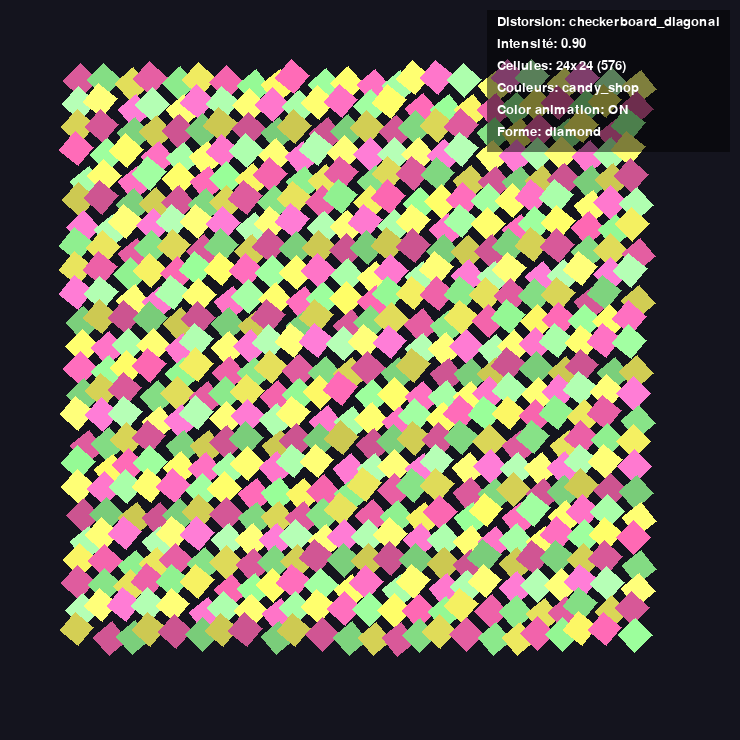 Distorsion: checkerboard_diagonal
Intensité: 0.90
Cellules: 24x24 (576)
Couleurs: candy_shop
Color animation: ON
Forme: diamond